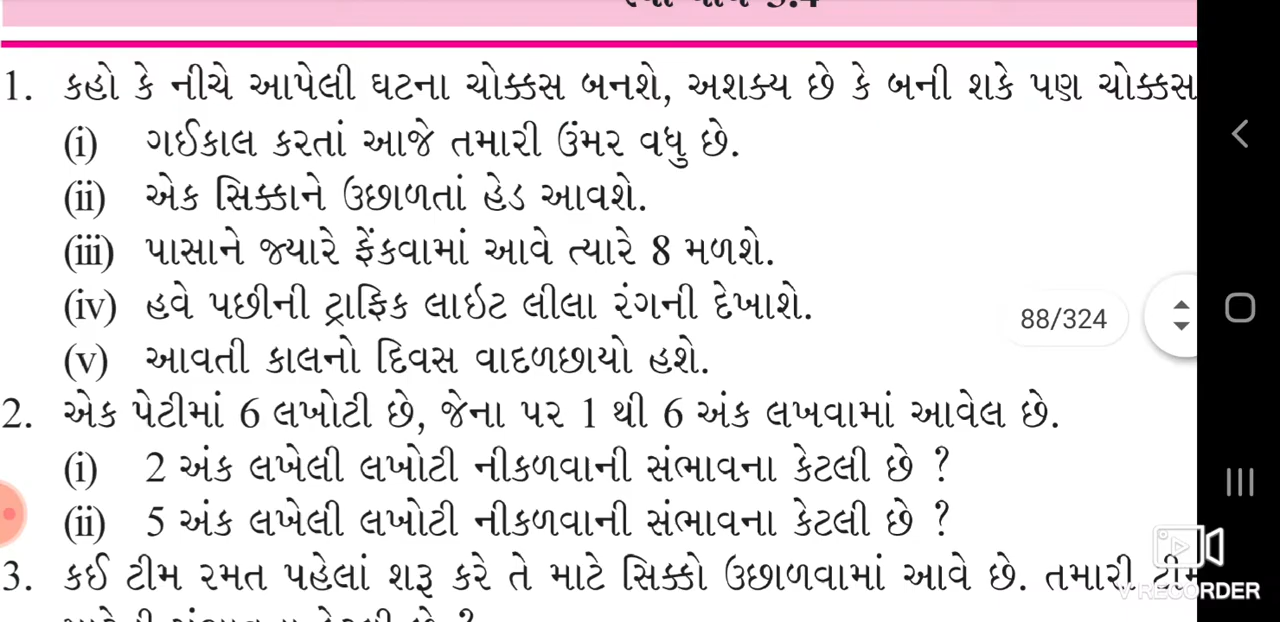 1. કહો કે નીચે આપેલી ઘટના ચોક્કસ બનશે, અશક્ય છે કે બની શકે પણ ચોક્કસ
(i) ગઈકાલ કરતાં આજે તમારી ઉંમર વધુ છે.
(ii) એક સિક્કાને ઉછાળતાં હેડ આવશે.
(iii) પાસાને જ્યારે ફેંકવામાં આવે ત્યારે 8 મળશે.
(iv) હવે પછીની ટ્રાફિક લાઇટ લીલા રંગની દેખાશે.
88/324
(v) આવતી કાલનો દિવસ વાદળછાયો હશે.
2. એક પેટીમાં 6 લખોટી છે, જેના પર 1 થી 6 અંક લખવામાં આવેલ છે.
(i) 2 અંક લખેલી લખોટી નીકળવાની સંભાવના કેટલી છે ?
(ii) 5 અંક લખેલી લખોટી નીકળવાની સંભાવના કેટલી છે ?
3. કઈ ટીમ રમત પહેલાં શરૂ કરે તે માટે સિક્કો ઉછાળવામાં આવે છે. તમારી
V RECORDER